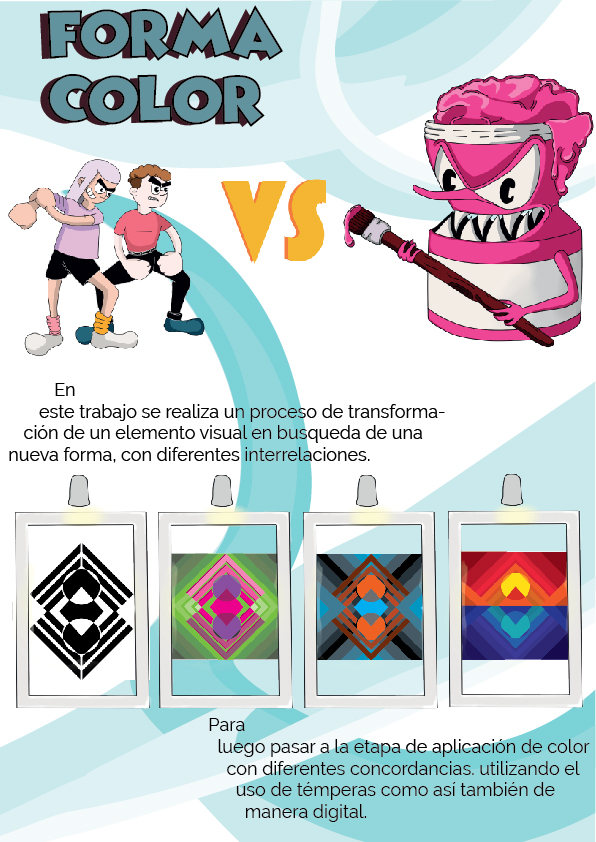 FORMA
COLOR
VS
En
este trabajo se realiza un proceso de transforma-
ción de un elemento visual en busqueda de una
nueva forma, con diferentes interrelaciones.
Para
luego pasar a la etapa de aplicación de color
con diferentes concordancias. utilizando el
uso de témperas como así también de
manera digital.